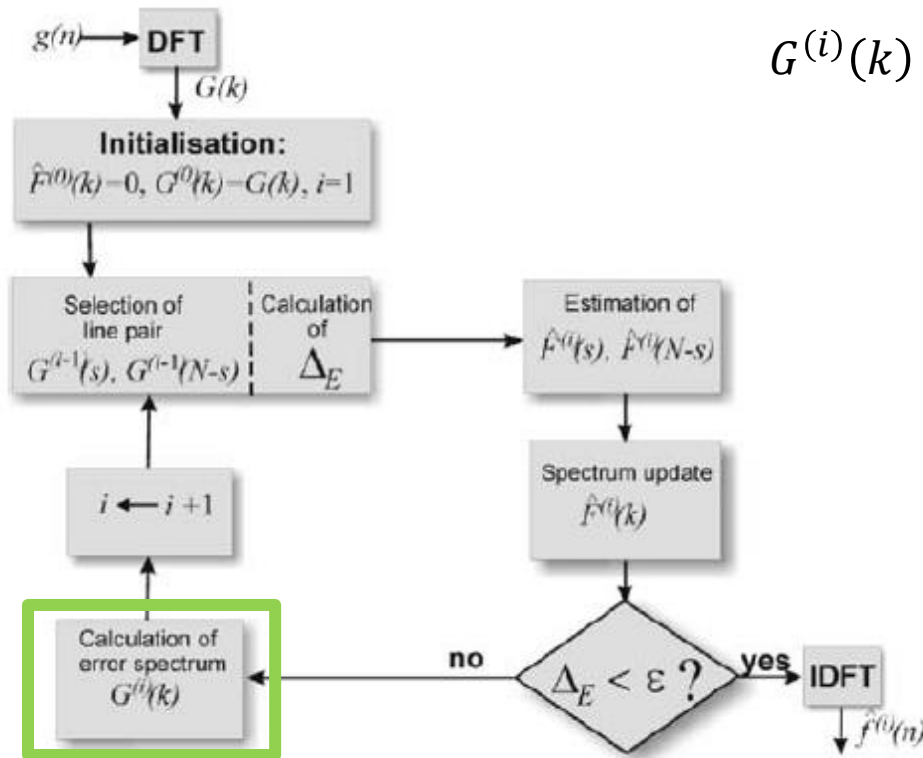 g(n)
DFT
G^{(i)}(k)
G(k)
Initialisation:
F̂^{(0)}(k)=0, G^{(0)}(k)=G(k), i=1
Selection of
line pair
G^{(i-1)}(s), G^{(i-1)}(N-s)
Calculation
of
Δ_E
Estimation of
F̂^{(i)}(s), F̂^{(i)}(N-s)
Spectrum update
F̂^{(i)}(k)
i ← i +1
Calculation of
error spectrum
G^{(i)}(k)
no
Δ_E < ε ?
yes
IDFT
f̂^{(i)}(n)